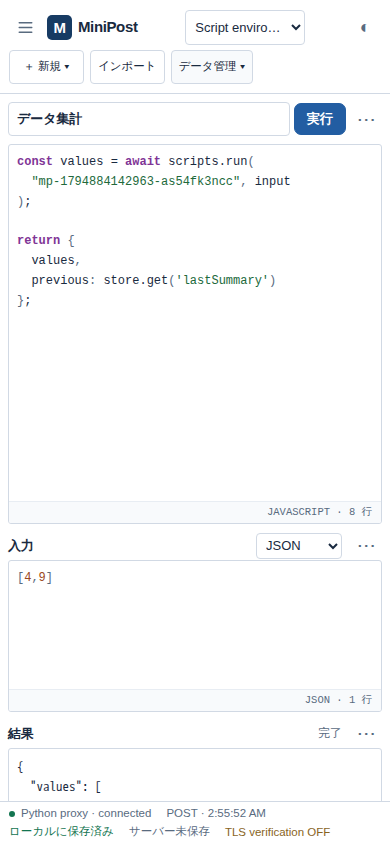 M MiniPost Script enviro…
＋ 新規 ▾ インポート データ管理 ▾
データ集計 実行 ···
const values = await scripts.run(
"mp-1794884142963-as54fk3ncc", input
);
return {
values,
previous: store.get('lastSummary')
};
JAVASCRIPT · 8 行
入力 JSON ···
[4,9]
JSON · 1 行
結果 完了 ···
{
"values": [
Python proxy · connected POST · 2:55:52 AM
ローカルに保存済み サーバー未保存 TLS verification OFF